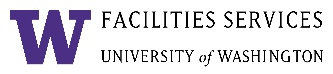 W FACILITIES SERVICES
UNIVERSITY of WASHINGTON